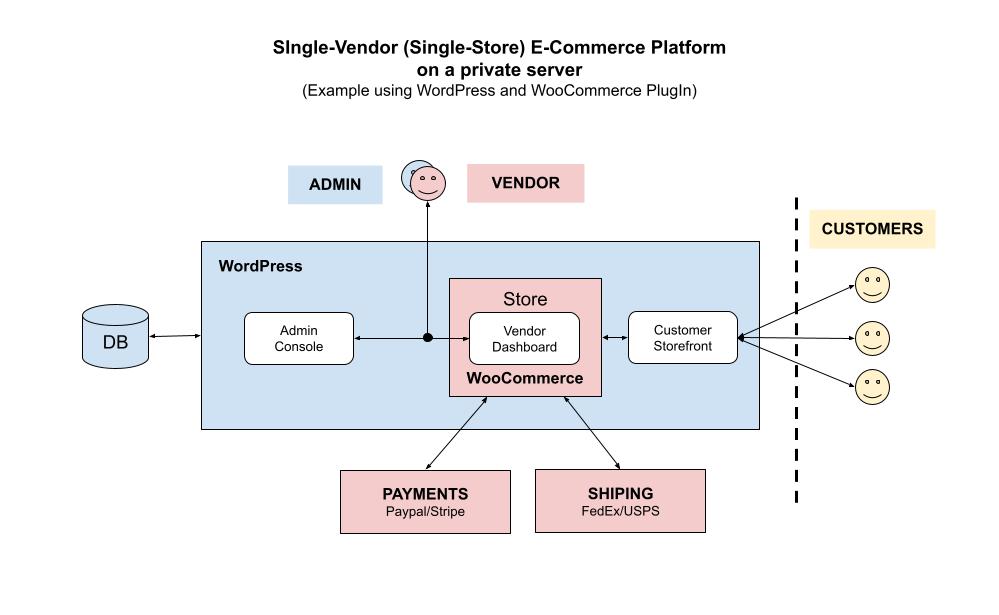 SIngle-Vendor (Single-Store) E-Commerce Platform
on a private server
(Example using WordPress and WooCommerce PlugIn)
ADMIN
VENDOR
CUSTOMERS
WordPress
Store
DB
Admin
Console
Vendor
Dashboard
Customer
Storefront
WooCommerce
PAYMENTS
Paypal/Stripe
SHIPING
FedEx/USPS